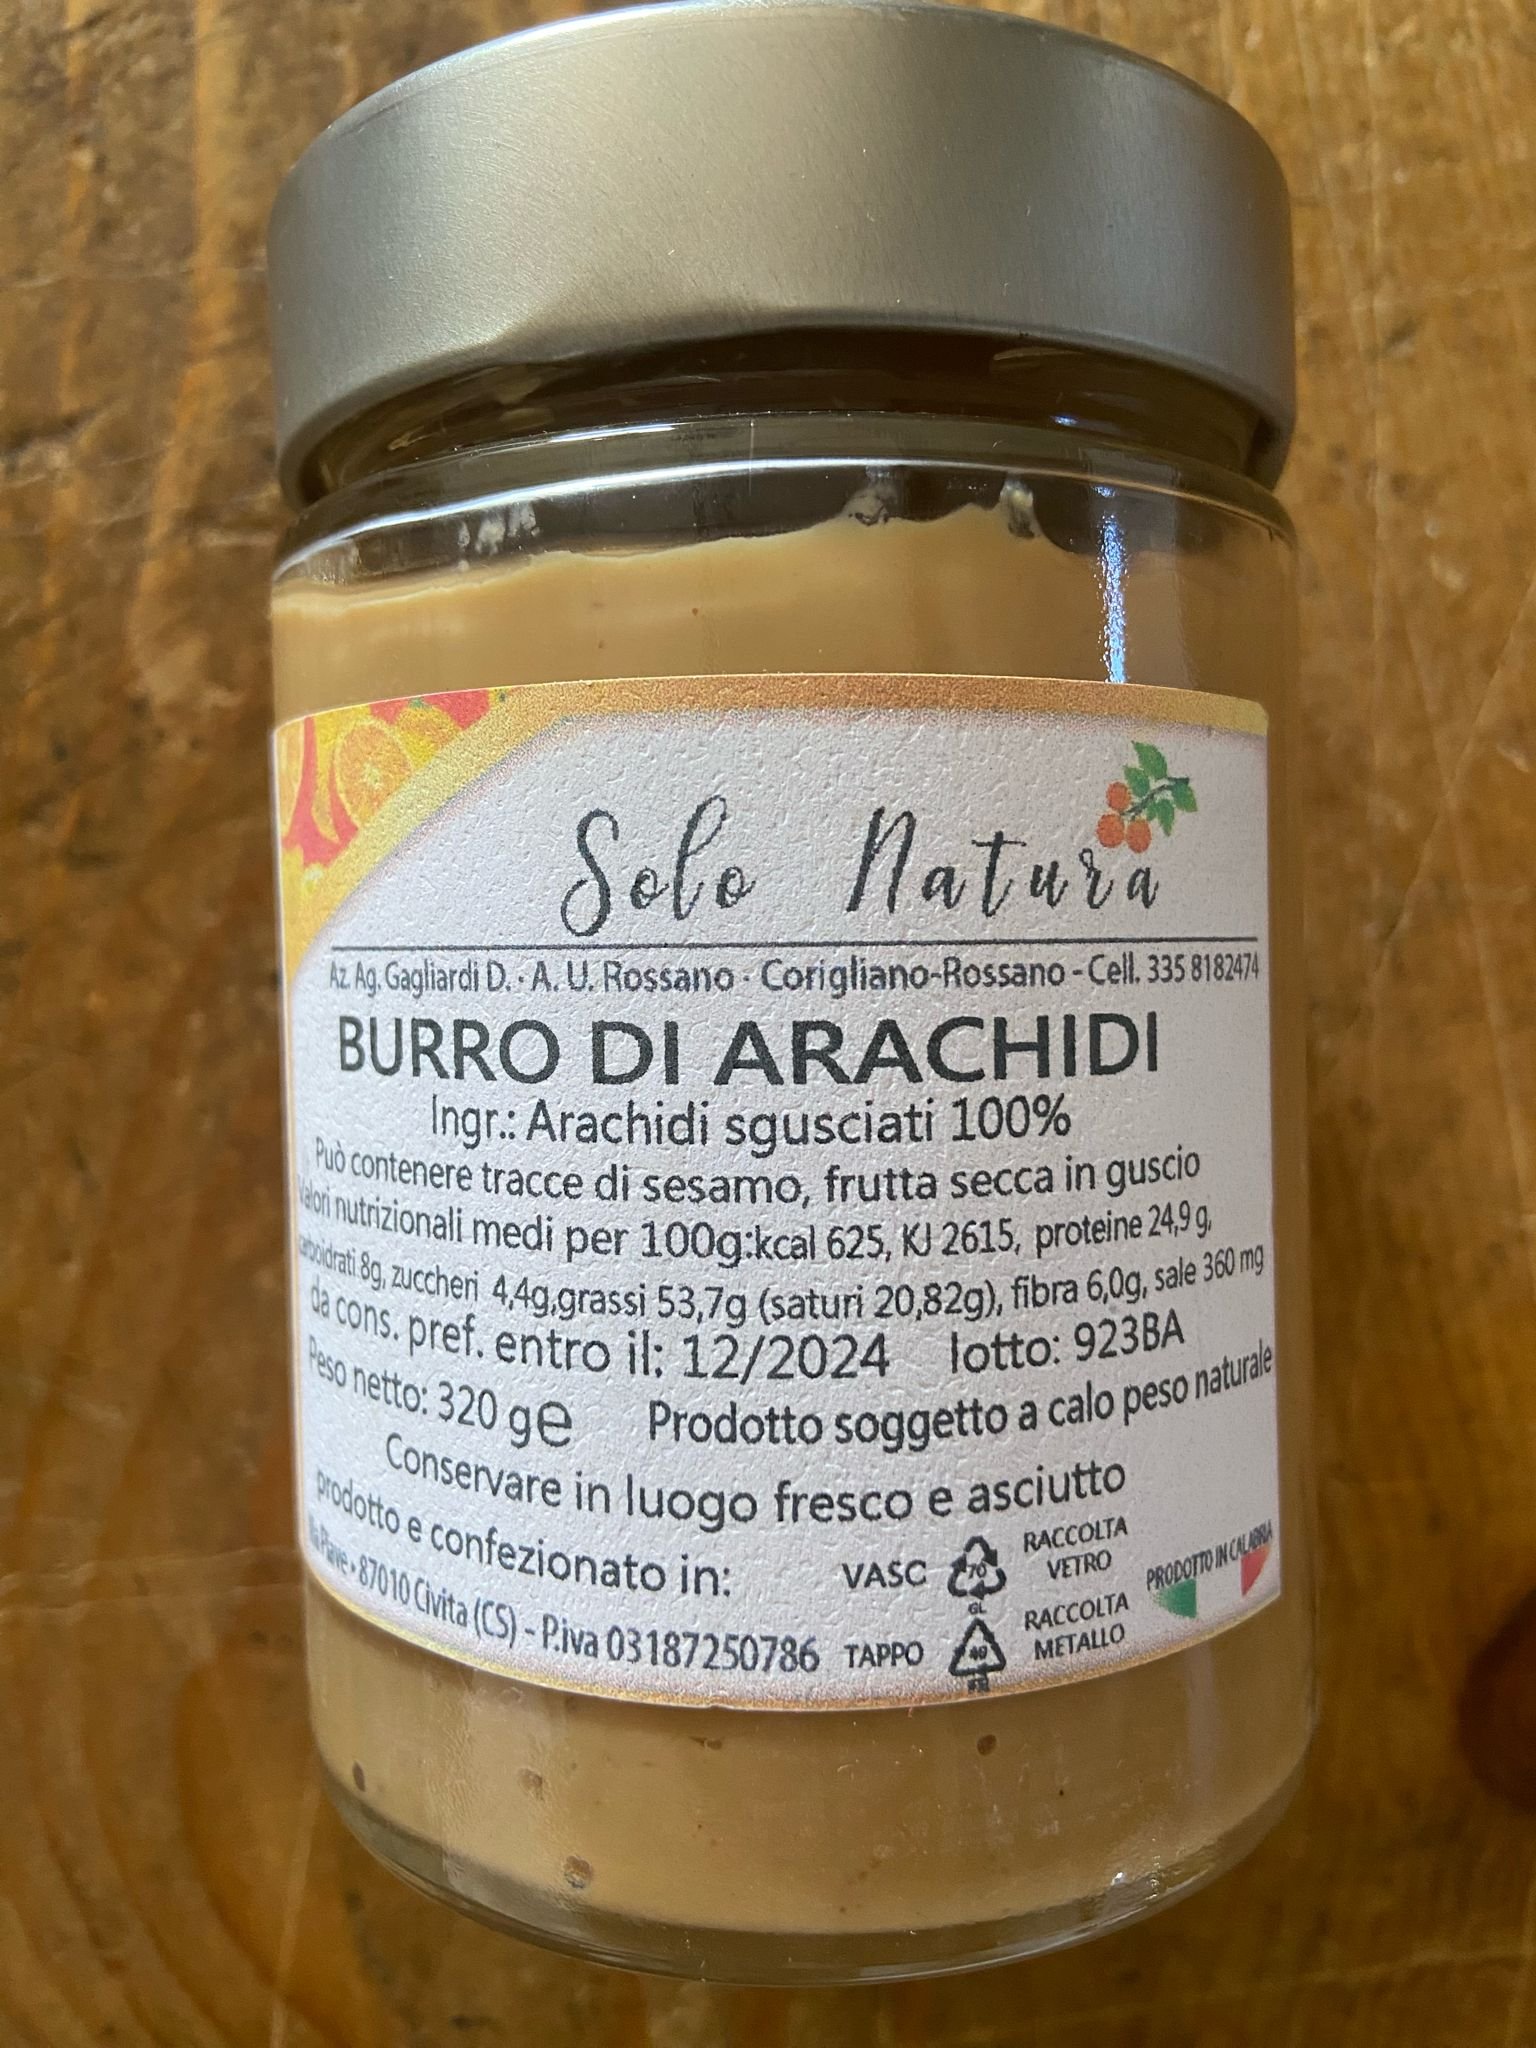 Solo Natura
Az. Ag. Gagliardi D. · A. U. Rossano · Corigliano-Rossano - Cell. 335 8182474
BURRO DI ARACHIDI
Ingr.: Arachidi sgusciati 100%
Può contenere tracce di sesamo, frutta secca in guscio
Valori nutrizionali medi per 100g:kcal 625, KJ 2615, proteine 24,9 g,
carboidrati 8g, zuccheri 4,4g,grassi 53,7g (saturi 20,82g), fibra 6,0g, sale 360 mg
da cons. pref. entro il: 12/2024 lotto: 923BA
Peso netto: 320 g e Prodotto soggetto a calo peso naturale
Conservare in luogo fresco e asciutto
prodotto e confezionato in:
Via Piave • 87010 Civita (CS) - P.iva 03187250786
VASC 70 GL RACCOLTA VETRO
TAPPO 40 RACCOLTA METALLO
PRODOTTO IN CALABRIA